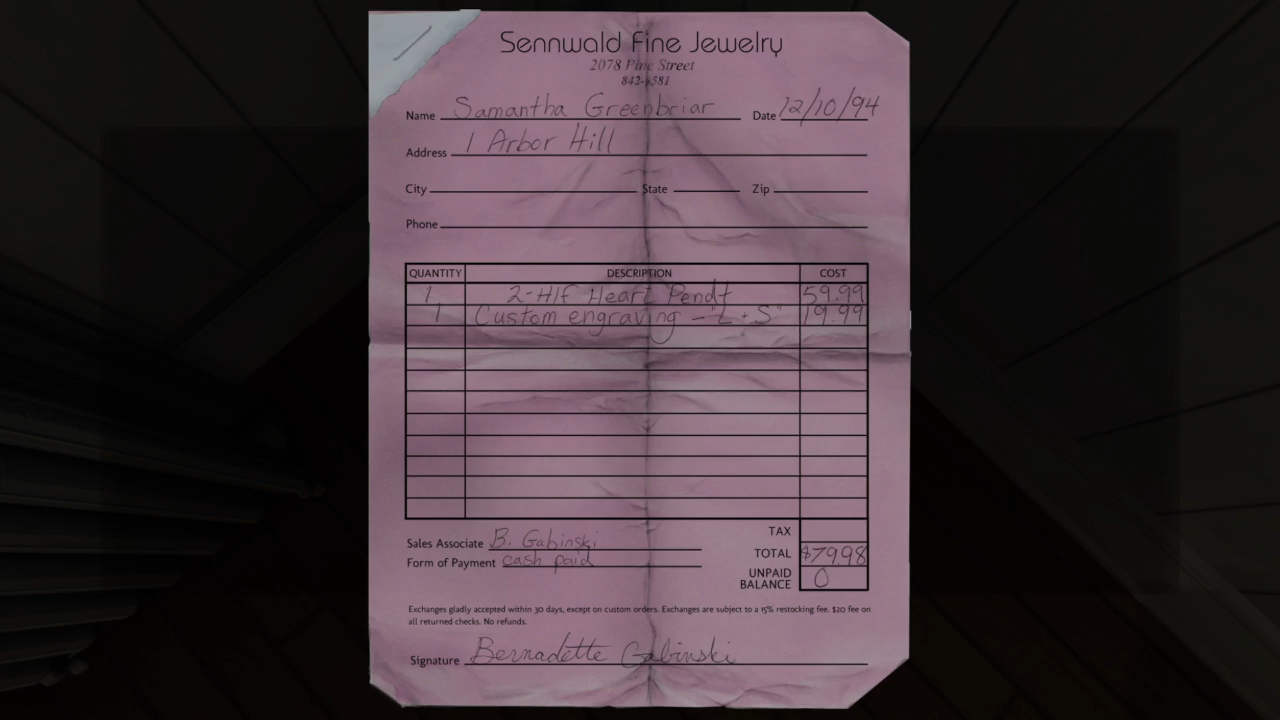 Sennwald Fine Jewelry
2078 Pine Street
842-5581
Name Samantha Greenbriar Date 12/10/94
Address 1 Arbor Hill
City State Zip
Phone
QUANTITY DESCRIPTION COST
1 2-Hlf Heart Pendt 59.99
1 Custom engraving - "L + S" 19.99
TAX
Sales Associate B. Gabinski
TOTAL $79.98
Form of Payment cash paid
UNPAID BALANCE 0
Exchanges gladly accepted within 30 days, except on custom orders. Exchanges are subject to a 15% restocking fee. $20 fee on
all returned checks. No refunds.
Signature Bernadette Gabinski